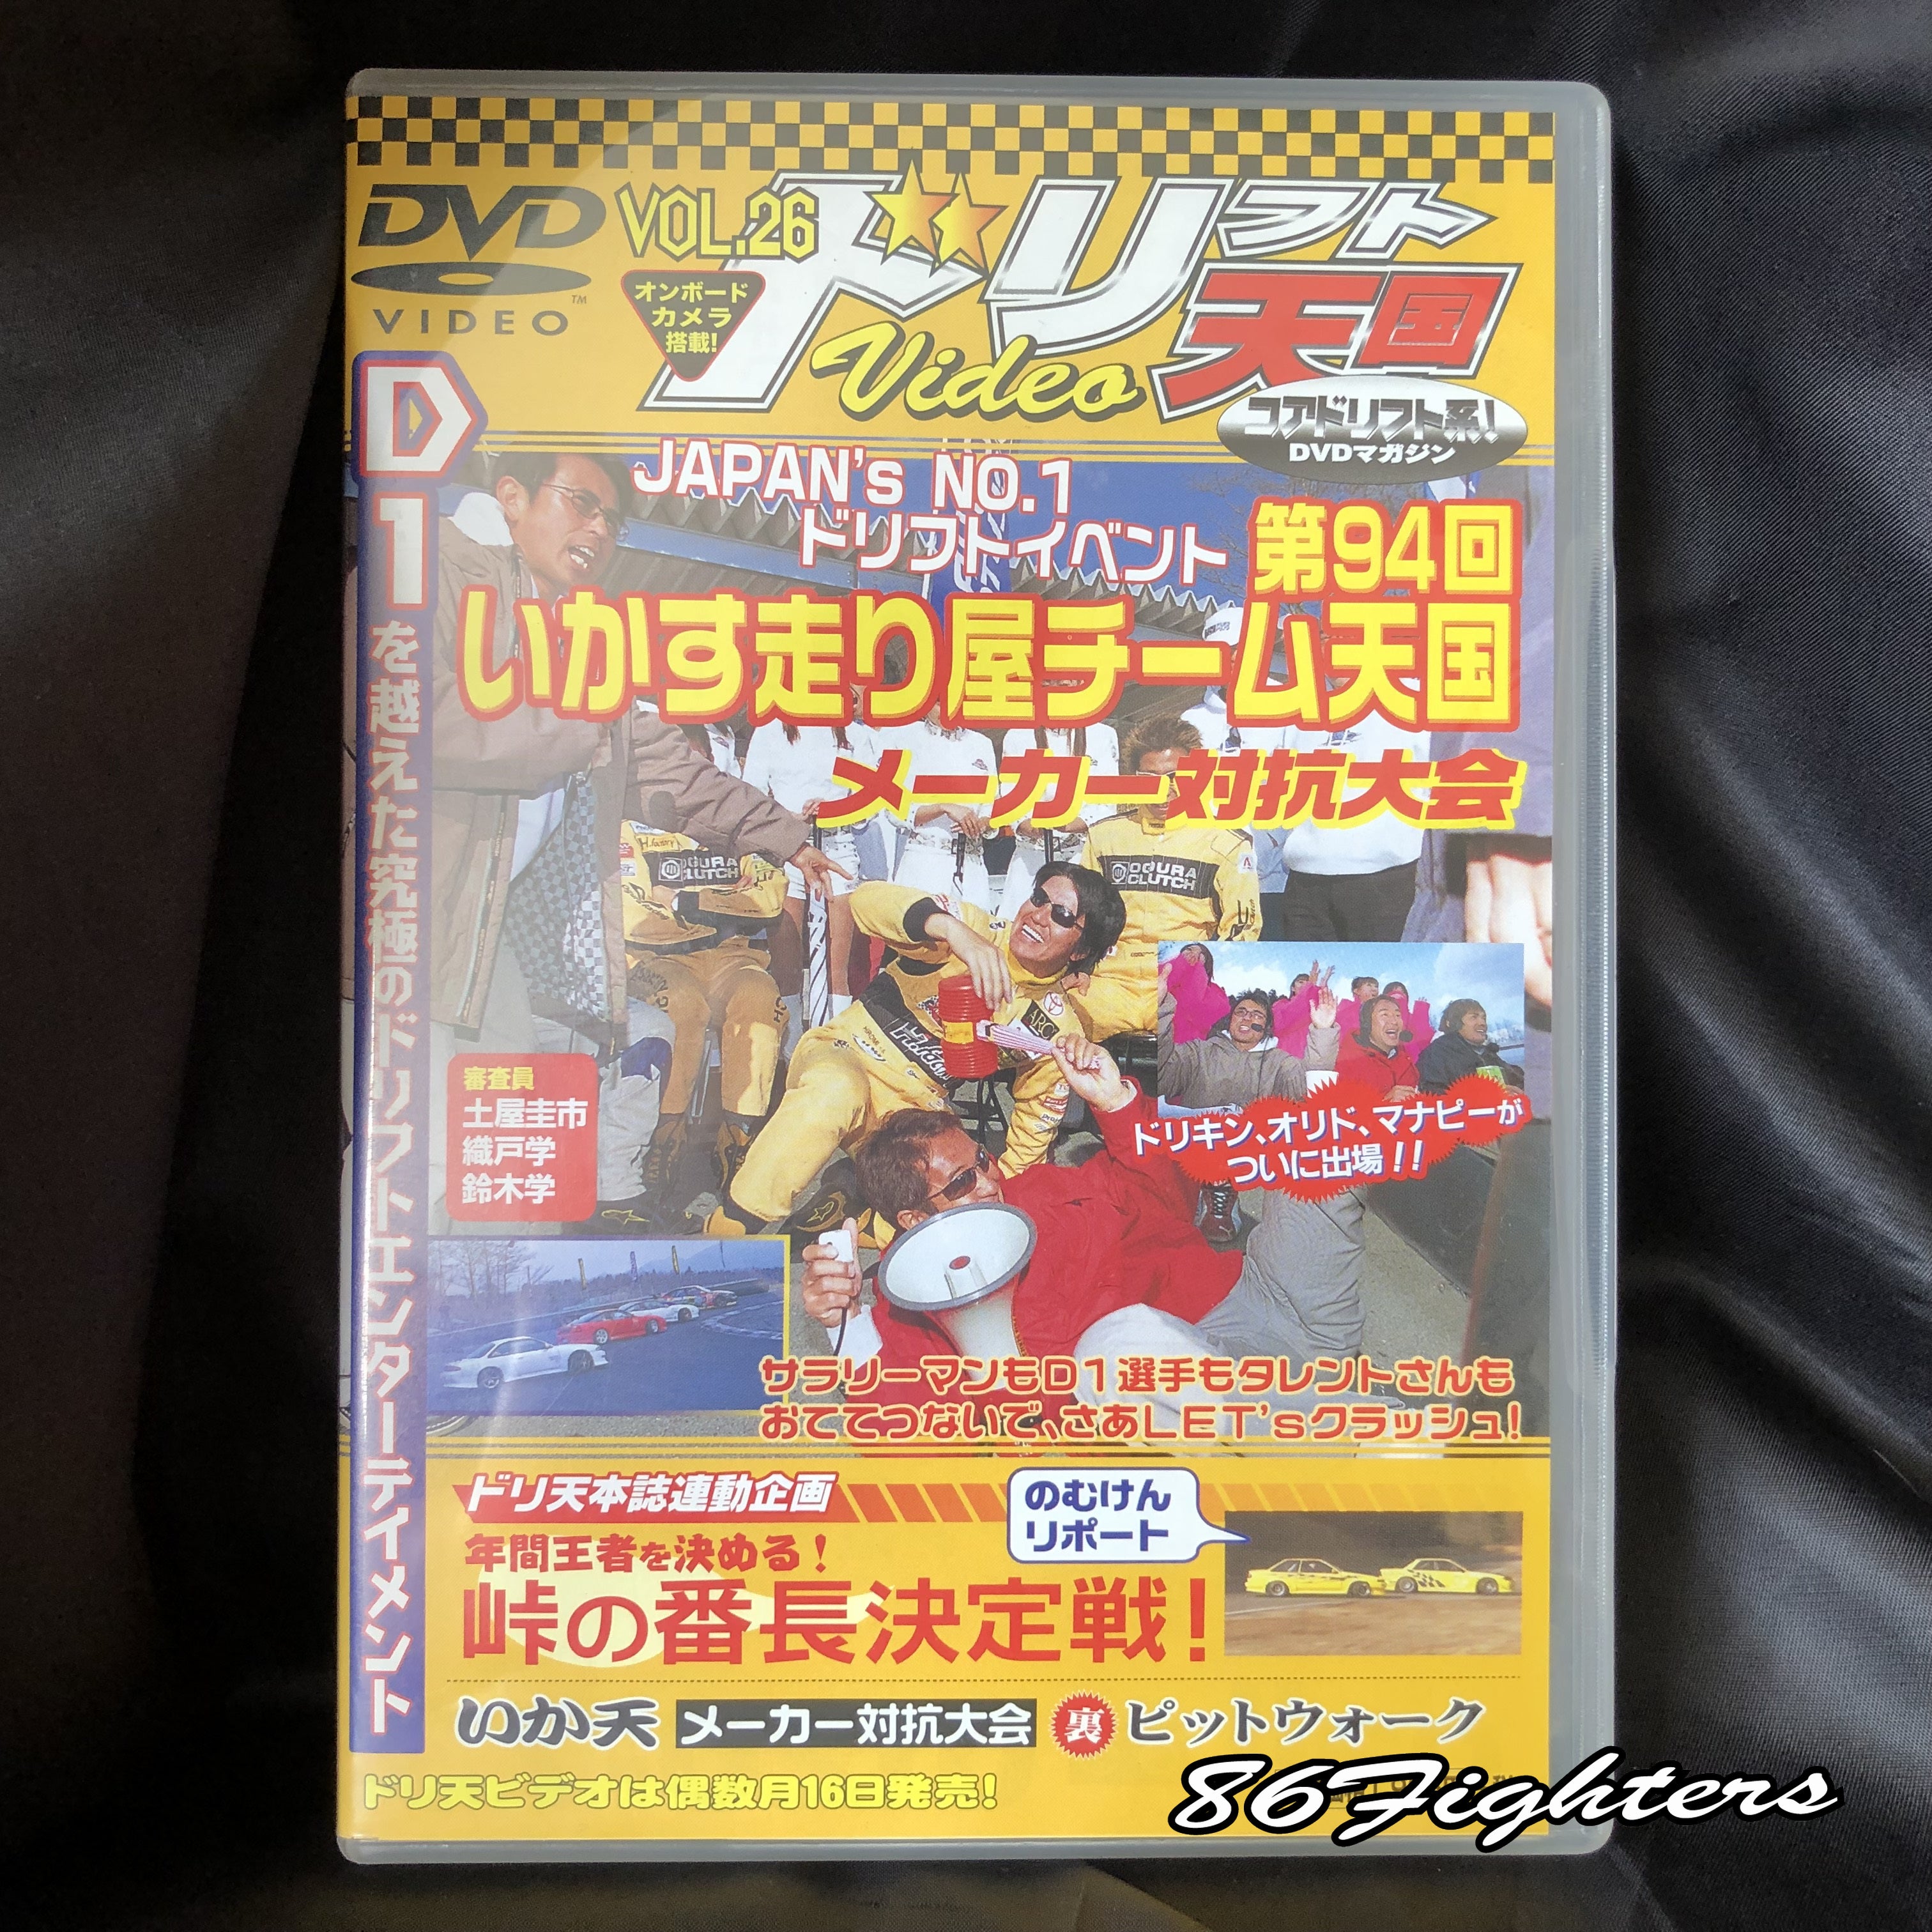 DVD
VIDEO
TM
VOL.26
オンボード
カメラ
搭載!
ドリフト
天国
Video
コアドリフト系!
DVDマガジン
D1を越えた究極のドリフトエンターティメント
JAPAN's NO.1
ドリフトイベント
第94回
いかす走り屋チーム天国
メーカー対抗大会
OGURA
CLUTCH
OGURA
CLUTCH
審査員
土屋圭市
織戸学
鈴木学
ドリキン、オリド、マナピーが
ついに出場!!
サラリーマンもD1選手もタレントさんも
おててつないで、さあLET'sクラッシュ!
ドリ天本誌連動企画
年間王者を決める!
峠の番長決定戦!
のむけん
リポート
いか天 メーカー対抗大会 裏 ピットウォーク
ドリ天ビデオは偶数月16日発売!
86Fighters